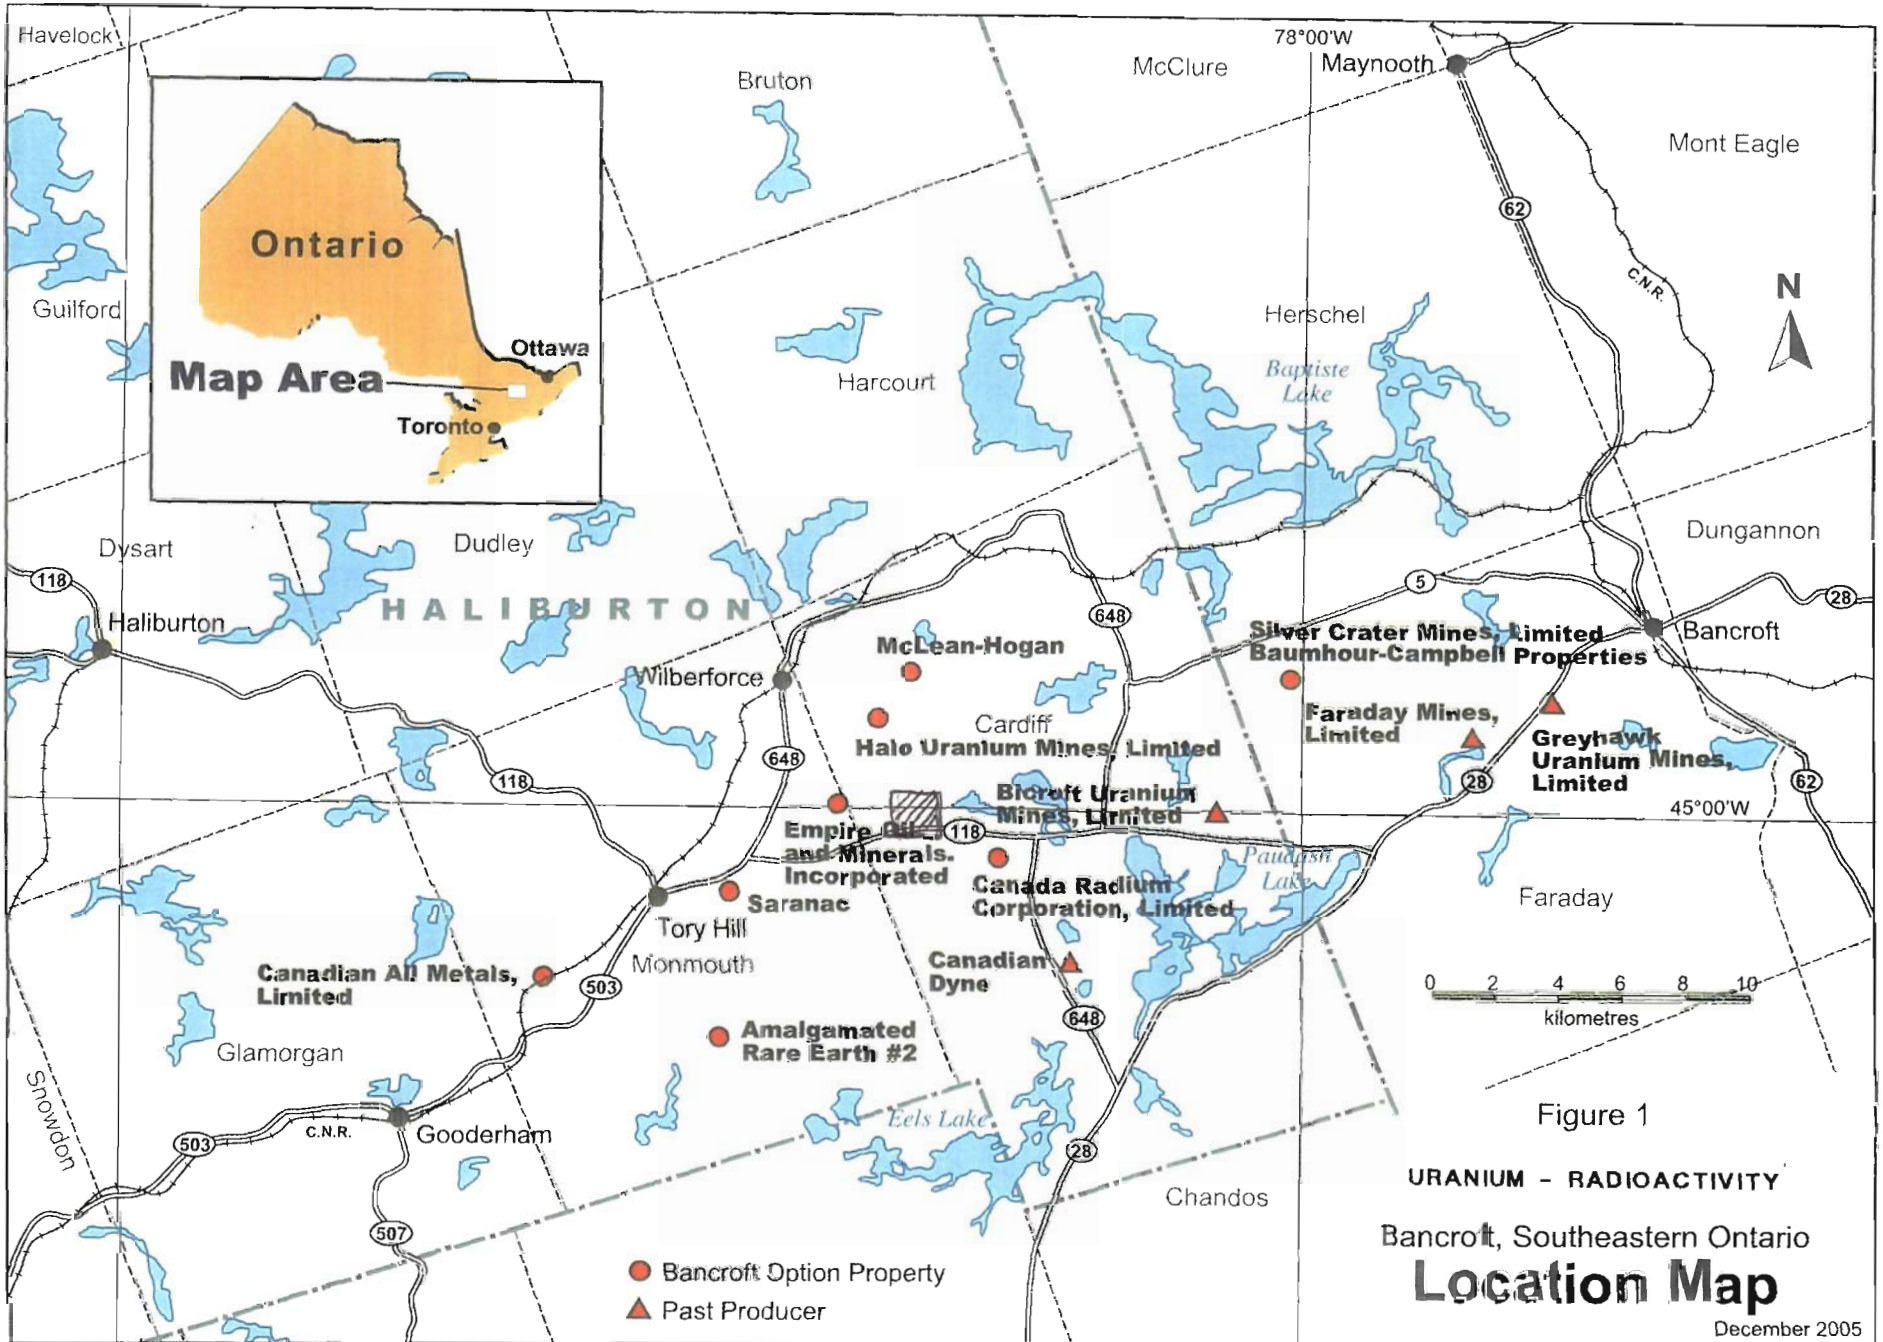 Havelock
Bruton
McClure
78°00'W
Maynooth
Mont Eagle
62
C.N.R.
N
Ontario
Ottawa
Map Area
Toronto
Guilford
Harcourt
Herschel
Baptiste
Lake
Dysart
Dudley
Dungannon
118
5
28
HALIBURTON
Haliburton
648
McLean-Hogan
Silver Crater Mines, Limited
Baumhour-Campbell Properties
Bancroft
Wilberforce
Cardiff
Halo Uranium Mines, Limited
Faraday Mines,
Limited
Greyhawk
Uranium Mines,
Limited
648
118
28
62
Bicroft Uranium
Mines, Limited
45°00'W
Empire Oil
and Minerals.
Incorporated
118
Paudash
Lake
Canada Radium
Corporation, Limited
Saranac
Faraday
Tory Hill
Monmouth
Canadian All Metals,
Limited
503
Canadian
Dyne
0 2 4 6 8 10
kilometres
648
Amalgamated
Rare Earth #2
Glamorgan
Snowdon
Eels Lake
Figure 1
503
C.N.R.
Gooderham
28
Chandos
URANIUM - RADIOACTIVITY
507
Bancroft, Southeastern Ontario
Location Map
Bancroft Option Property
Past Producer
December 2005